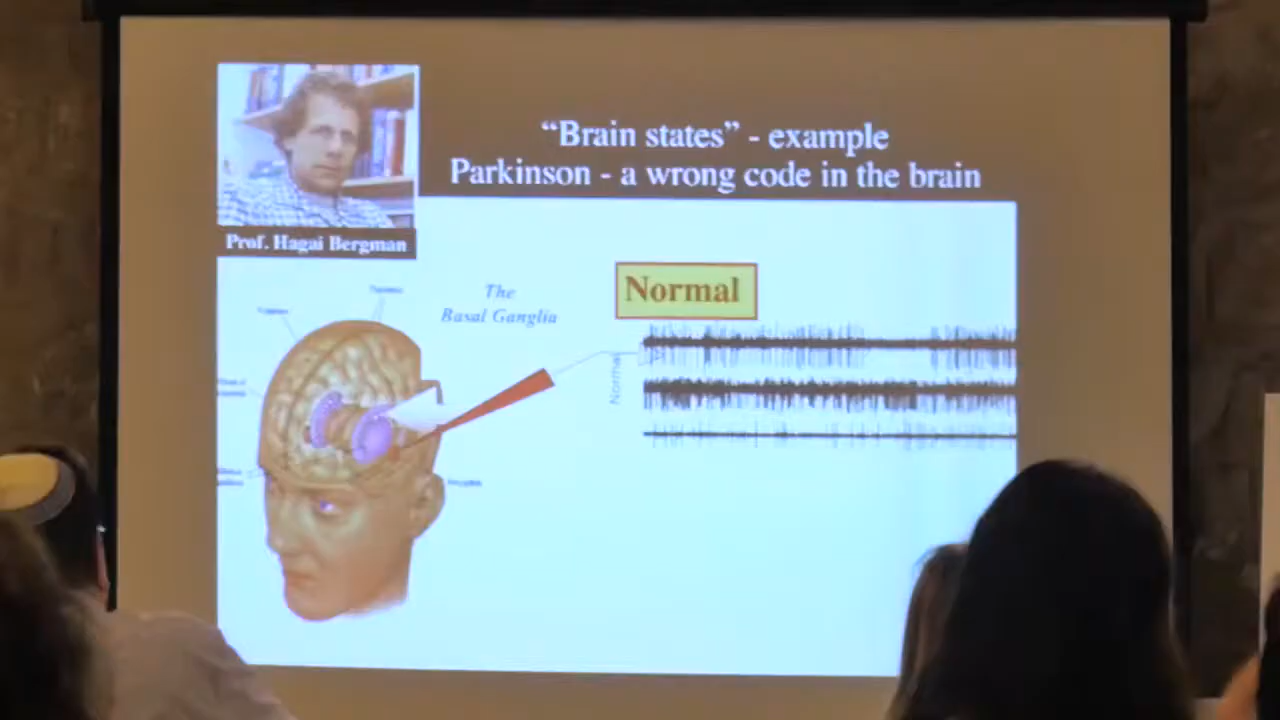 “Brain states” - example
Parkinson - a wrong code in the brain
Prof. Hagai Bergman
The
Basal Ganglia
Normal
Normal